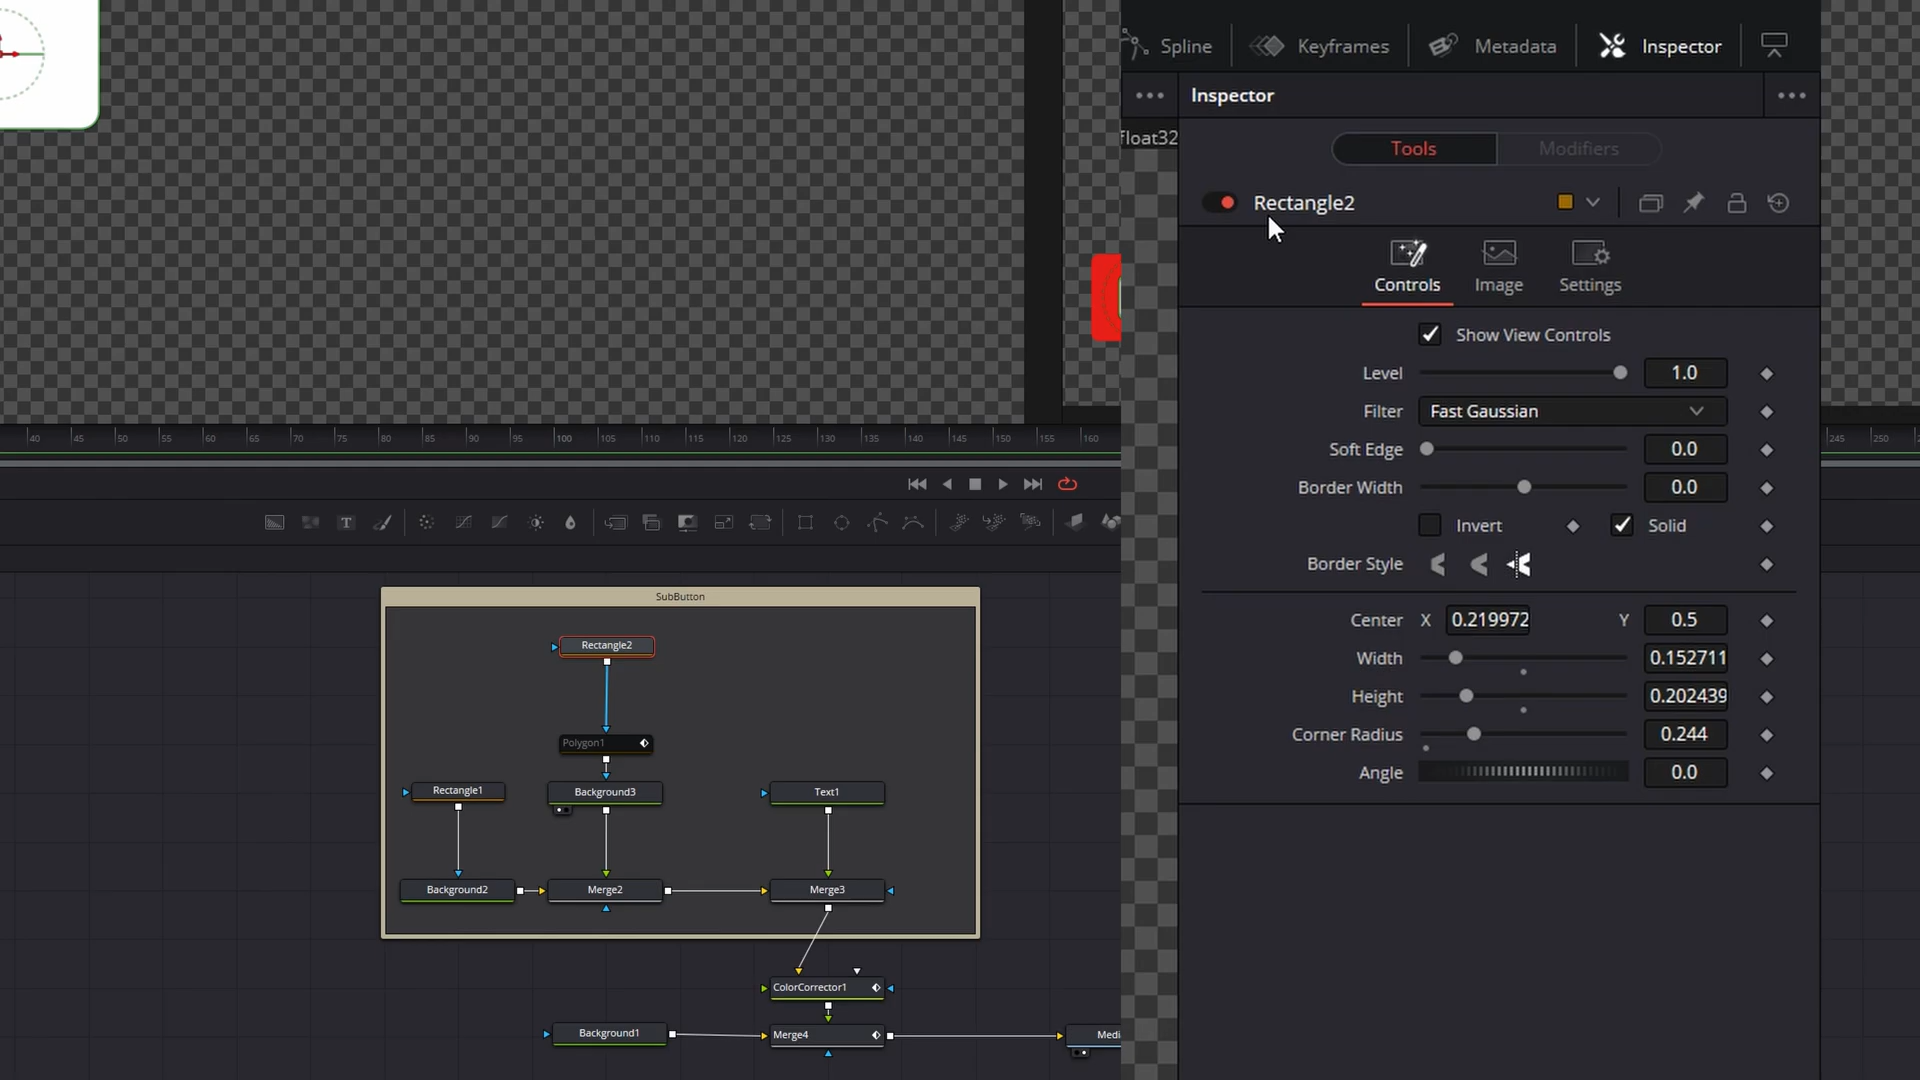 Spline Keyframes Metadata Inspector
Inspector
float32
Tools Modifiers
Rectangle2
Controls Image Settings
Show View Controls
Level 1.0
Filter Fast Gaussian
Soft Edge 0.0
Border Width 0.0
Invert Solid
Border Style
Center X 0.219972 Y 0.5
Width 0.152711
Height 0.202439
Corner Radius 0.244
Angle 0.0
40 45 50 55 60 65 70 75 80 85 90 95 100 105 110 115 120 125 130 135 140 145 150 155 160 245 250
T
SubButton
Rectangle2
Polygon1
Rectangle1 Background3 Text1
Background2 Merge2 Merge3
ColorCorrector1
Background1 Merge4 Medi